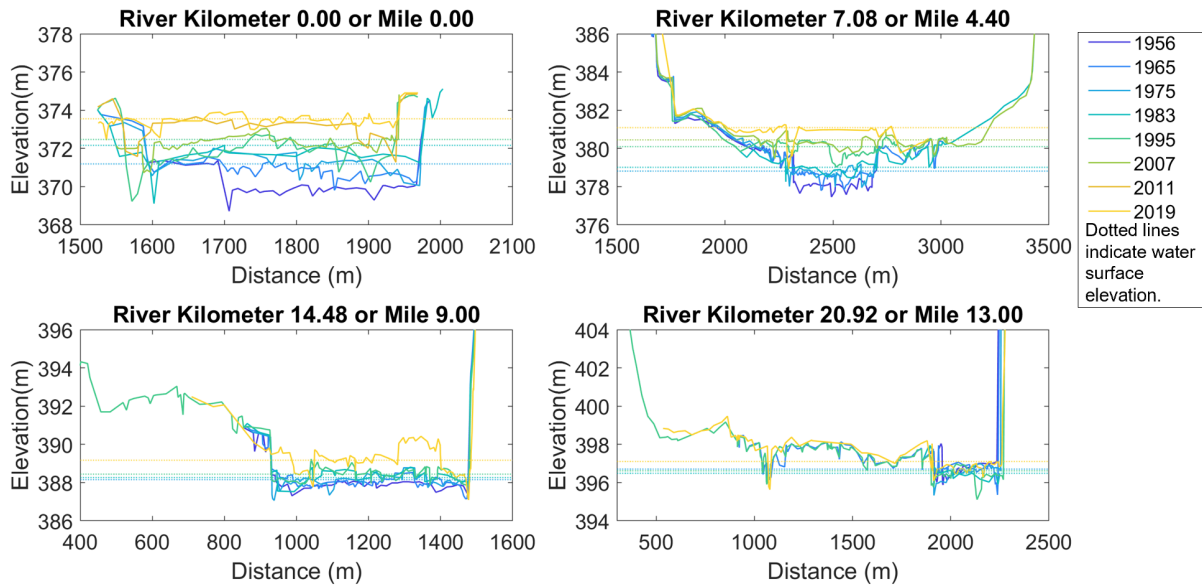 River Kilometer 0.00 or Mile 0.00
378
376
374
372
370
368
Elevation(m)
1500 1600 1700 1800 1900 2000 2100
Distance (m)
River Kilometer 7.08 or Mile 4.40
386
384
382
380
378
376
Elevation(m)
1500 2000 2500 3000 3500
Distance (m)
1956
1965
1975
1983
1995
2007
2011
2019
Dotted lines
indicate water
surface
elevation.
River Kilometer 14.48 or Mile 9.00
396
394
392
390
388
386
Elevation(m)
400 600 800 1000 1200 1400 1600
Distance (m)
River Kilometer 20.92 or Mile 13.00
404
402
400
398
396
394
Elevation(m)
500 1000 1500 2000 2500
Distance (m)